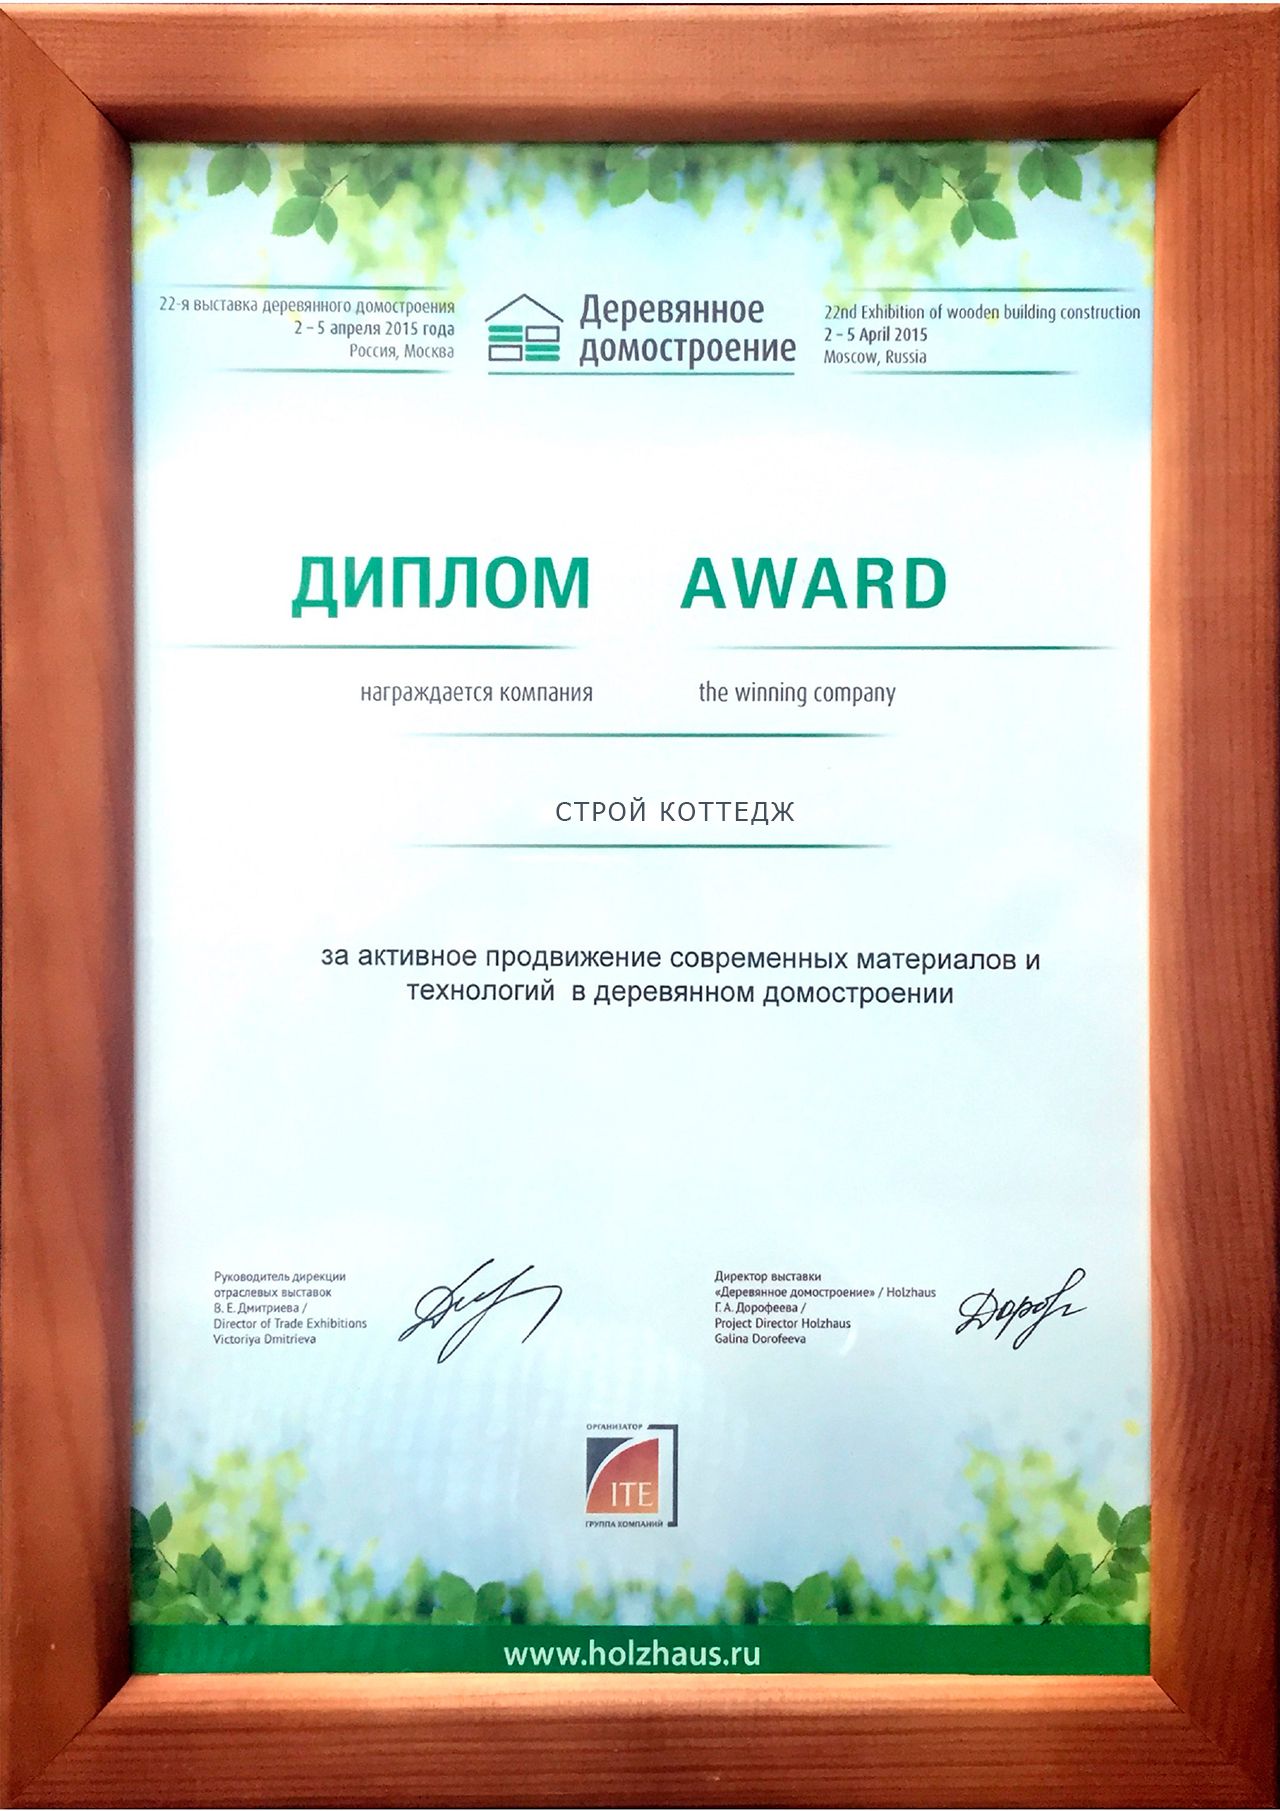 22-я выставка деревянного домостроения
2 – 5 апреля 2015 года
Россия, Москва
Деревянное
домостроение
22nd Exhibition of wooden building construction
2 – 5 April 2015
Moscow, Russia
ДИПЛОМ
AWARD
награждается компания
the winning company
СТРОЙ КОТТЕДЖ
за активное продвижение современных материалов и
технологий в деревянном домостроении
Руководитель дирекции
отраслевых выставок
В. Е. Дмитриева /
Director of Trade Exhibitions
Victoriya Dmitrieva
Директор выставки
«Деревянное домостроение» / Holzhaus
Г. А. Дорофеева /
Project Director Holzhaus
Galina Dorofeeva
ОРГАНИЗАТОР
ITE
ГРУППА КОМПАНИЙ
www.holzhaus.ru